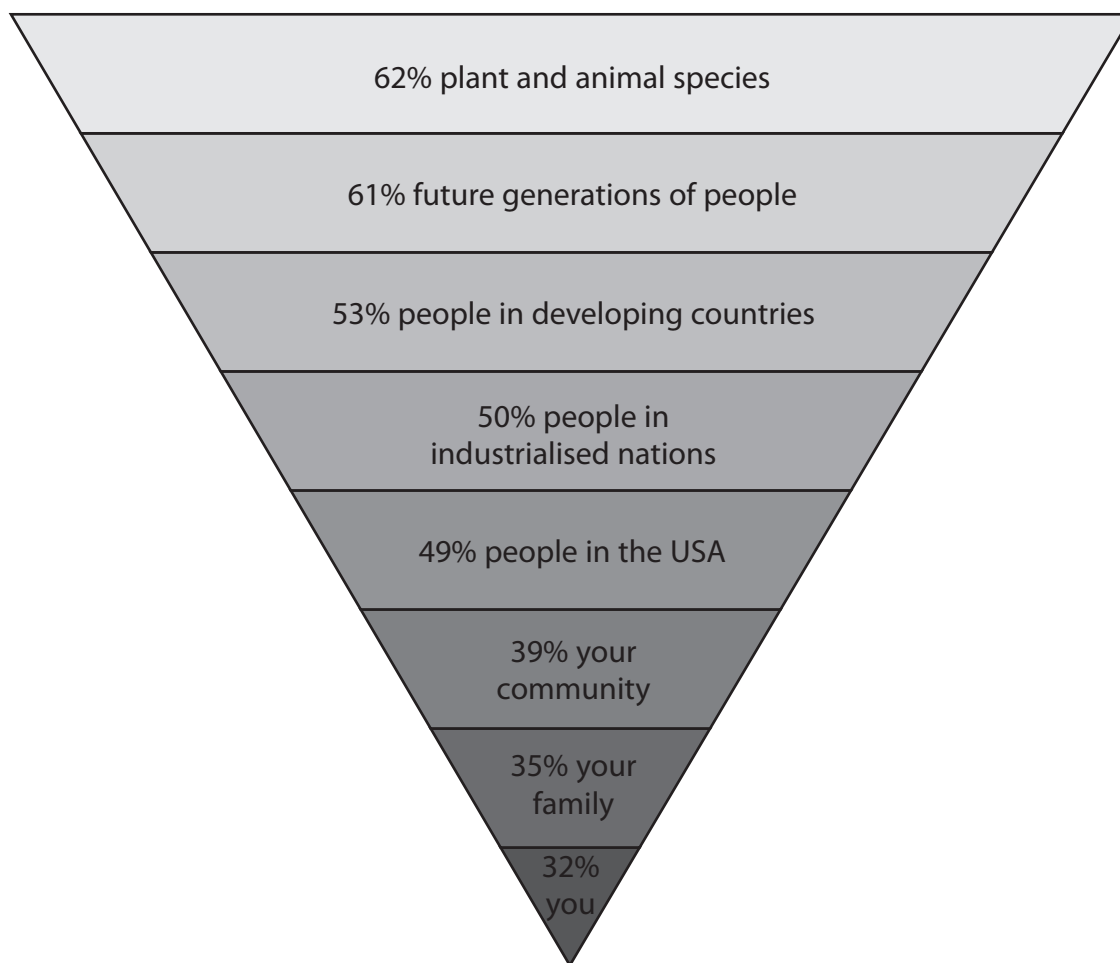 62% plant and animal species
61% future generations of people
53% people in developing countries
50% people in
industrialised nations
49% people in the USA
39% your
community
35% your
family
32%
you